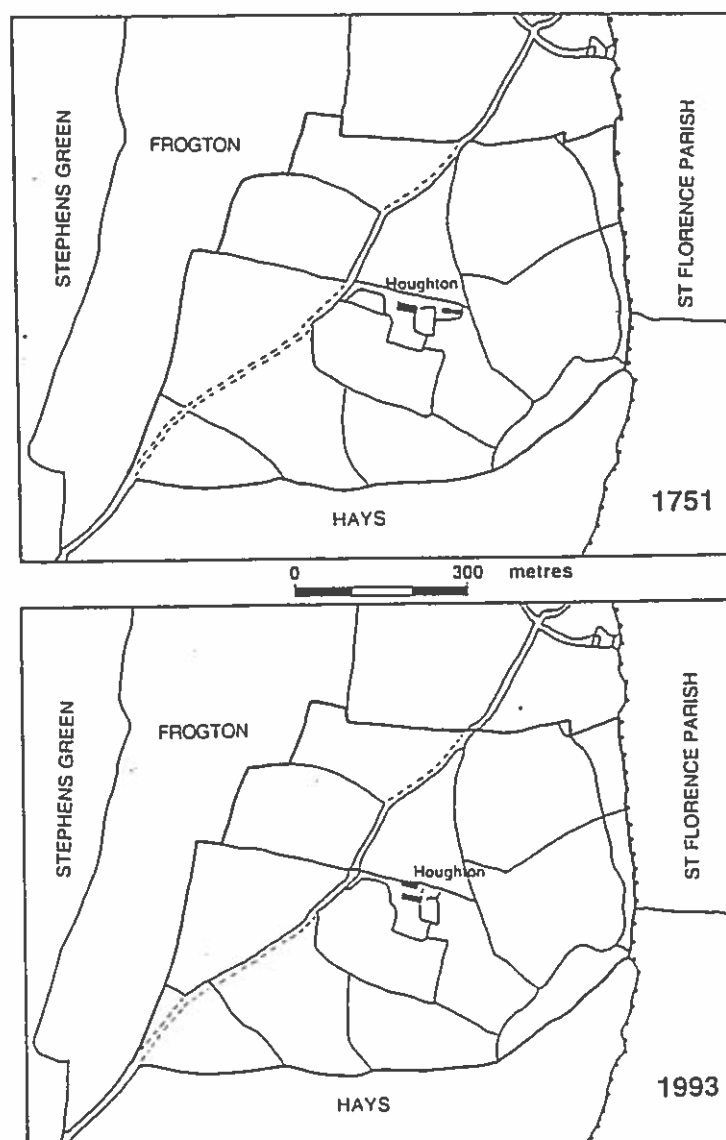 STEPHENS GREEN
FROGTON
ST FLORENCE PARISH
Houghton
HAYS
1751
0 300 metres
STEPHENS GREEN
FROGTON
ST FLORENCE PARISH
Houghton
HAYS
1993